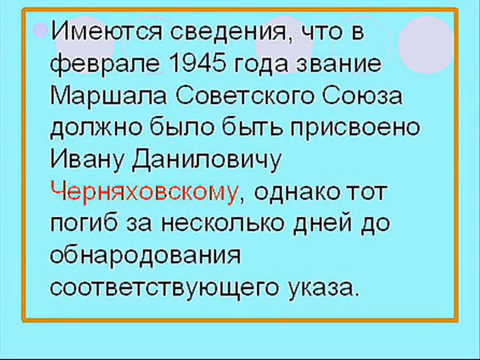 Имеются сведения, что в
феврале 1945 года звание
Маршала Советского Союза
должно было быть присвоено
Ивану Даниловичу
Черняховскому, однако тот
погиб за несколько дней до
обнародования
соответствующего указа.